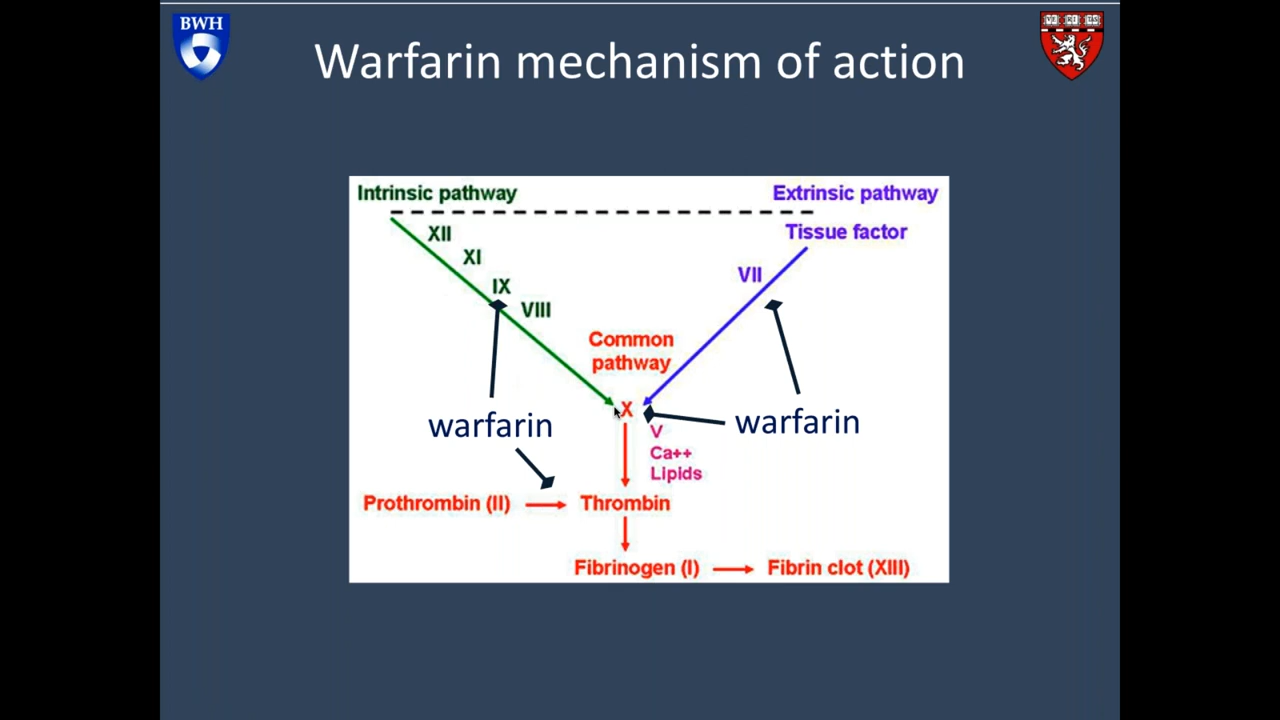 BWH
Warfarin mechanism of action
Intrinsic pathway
Extrinsic pathway
Tissue factor
XII
XI
IX
VIII
VII
Common
pathway
X
V
Ca++
Lipids
warfarin
warfarin
Prothrombin (II)
Thrombin
Fibrinogen (I)
Fibrin clot (XIII)